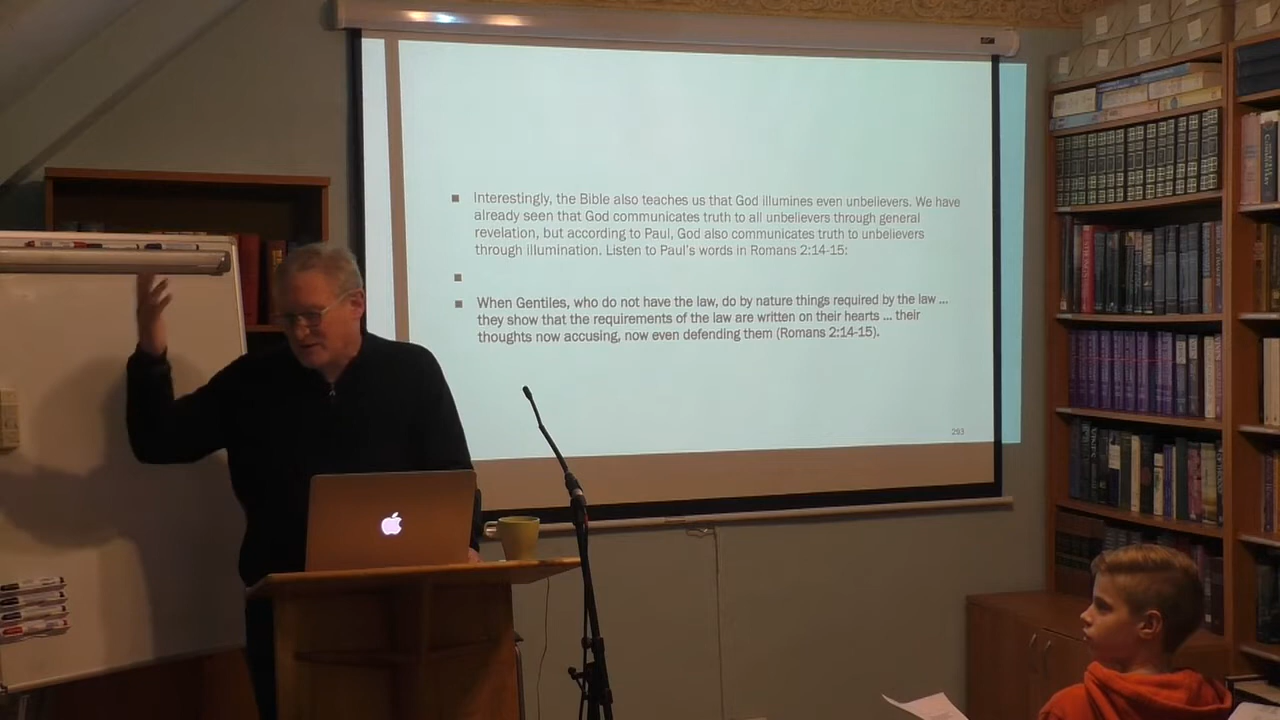 Interestingly, the Bible also teaches us that God illumines even unbelievers. We have
already seen that God communicates truth to all unbelievers through general
revelation, but according to Paul, God also communicates truth to unbelievers
through illumination. Listen to Paul's words in Romans 2:14-15:
When Gentiles, who do not have the law, do by nature things required by the law ...
they show that the requirements of the law are written on their hearts ... their
thoughts now accusing, now even defending them (Romans 2:14-15).
293